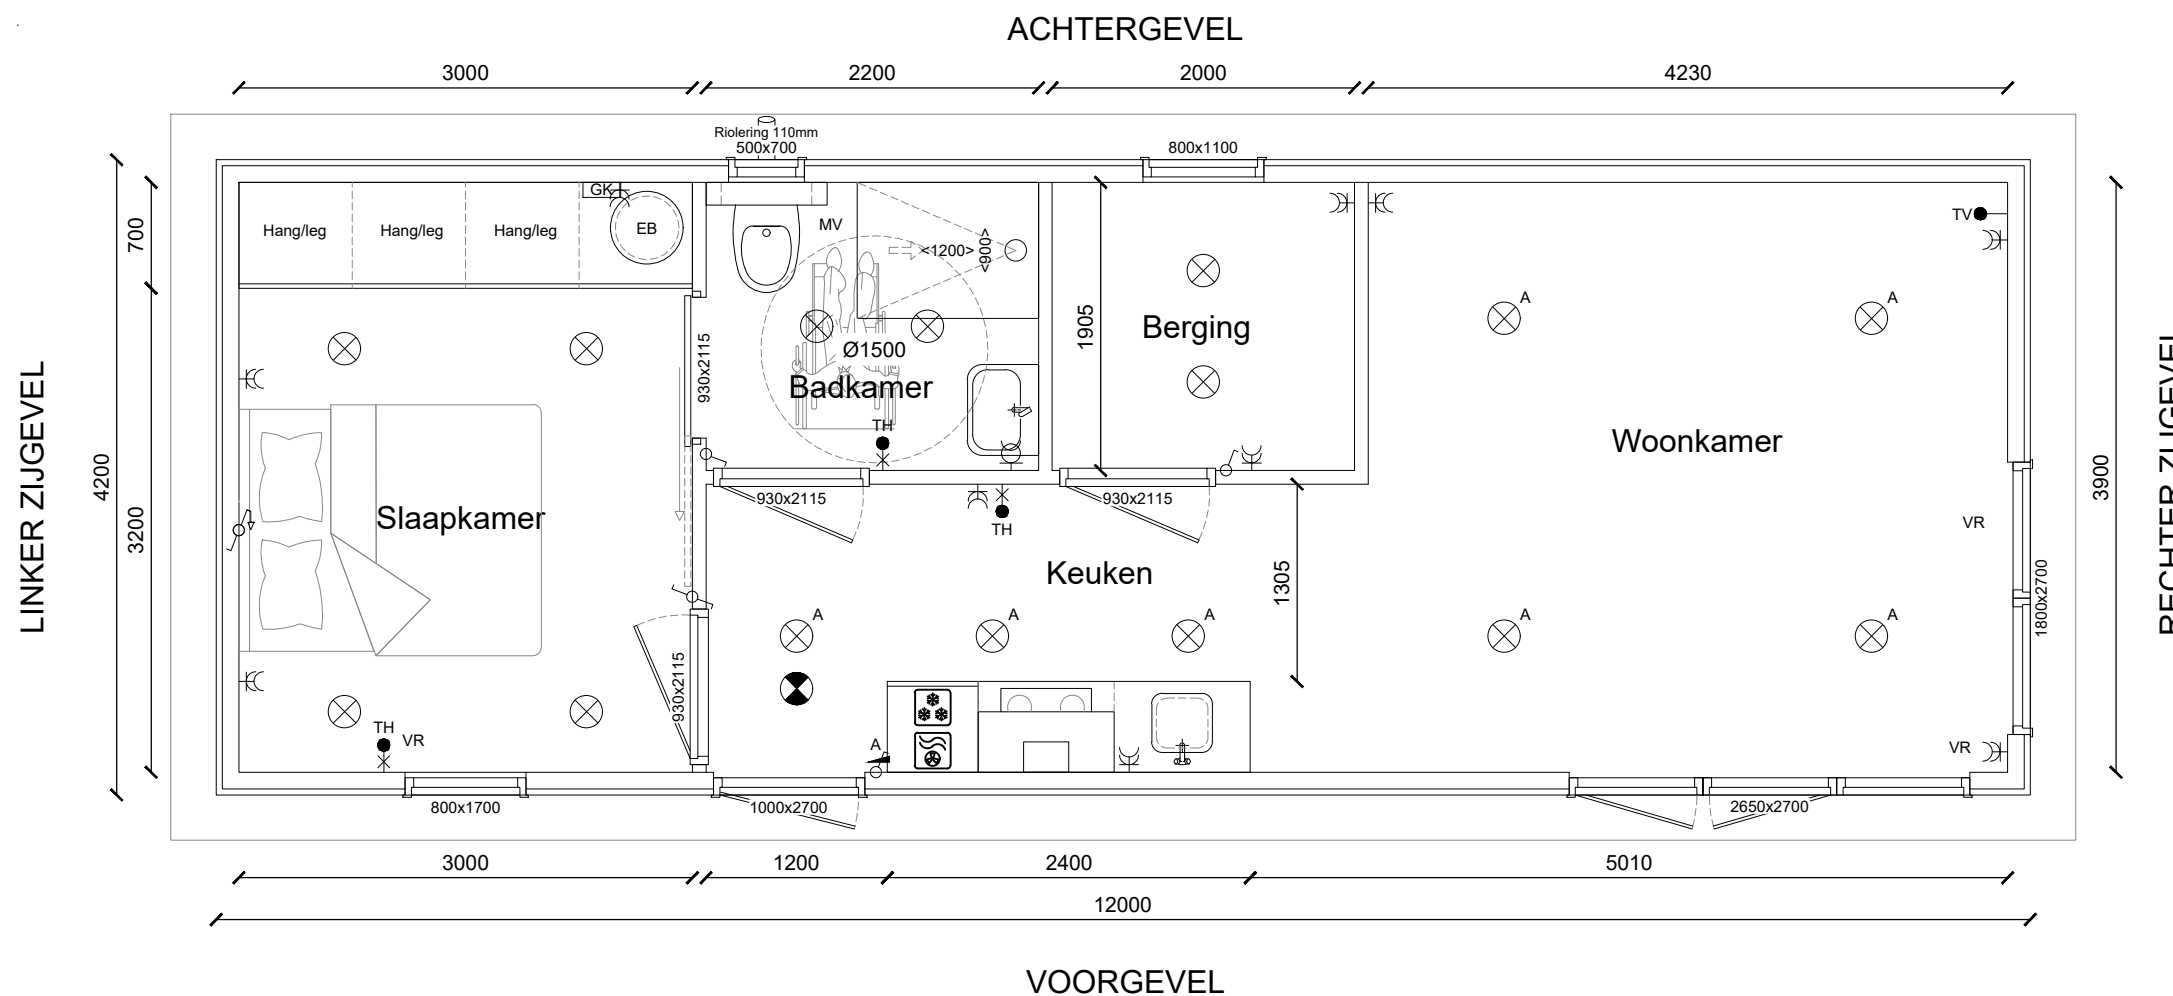 ACHTERGEVEL
3000
2200
2000
4230
Riolering 110mm
500x700
800x1100
700
Hang/leg
Hang/leg
Hang/leg
GK
EB
MV
<1200>
<900>
TV
A
A
1905
Berging
930x2115
Ø1500
Badkamer
TH
Woonkamer
LINKER ZIJGEVEL
4200
3200
Slaapkamer
930x2115
930x2115
TH
VR
3900
RECHTER ZIJGEVEL
Keuken
1305
1800x2700
A
A
A
A
A
930x2115
TH
VR
A
VR
800x1700
1000x2700
2650x2700
3000
1200
2400
5010
12000
VOORGEVEL